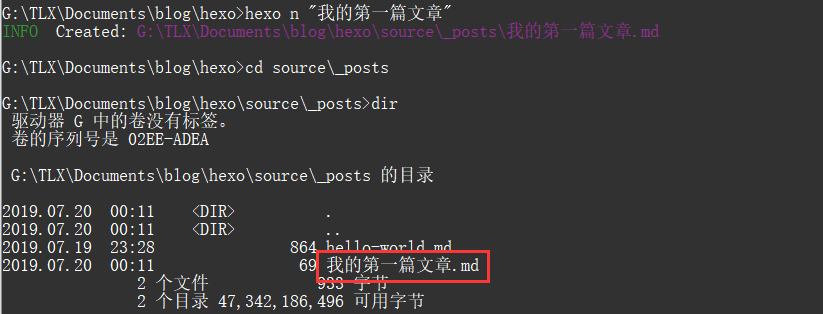 G:\TLX\Documents\blog\hexo>hexo n "我的第一篇文章"
INFO  Created: G:\TLX\Documents\blog\hexo\source\_posts\我的第一篇文章.md
G:\TLX\Documents\blog\hexo>cd source\_posts
G:\TLX\Documents\blog\hexo\source\_posts>dir
驱动器 G 中的卷没有标签。
卷的序列号是 02EE-ADEA
G:\TLX\Documents\blog\hexo\source\_posts 的目录
2019.07.20  00:11    <DIR>          .
2019.07.20  00:11    <DIR>          ..
2019.07.19  23:28               864 hello-world.md
2019.07.20  00:11                69 我的第一篇文章.md
2 个文件            933 字节
2 个目录 47,342,186,496 可用字节